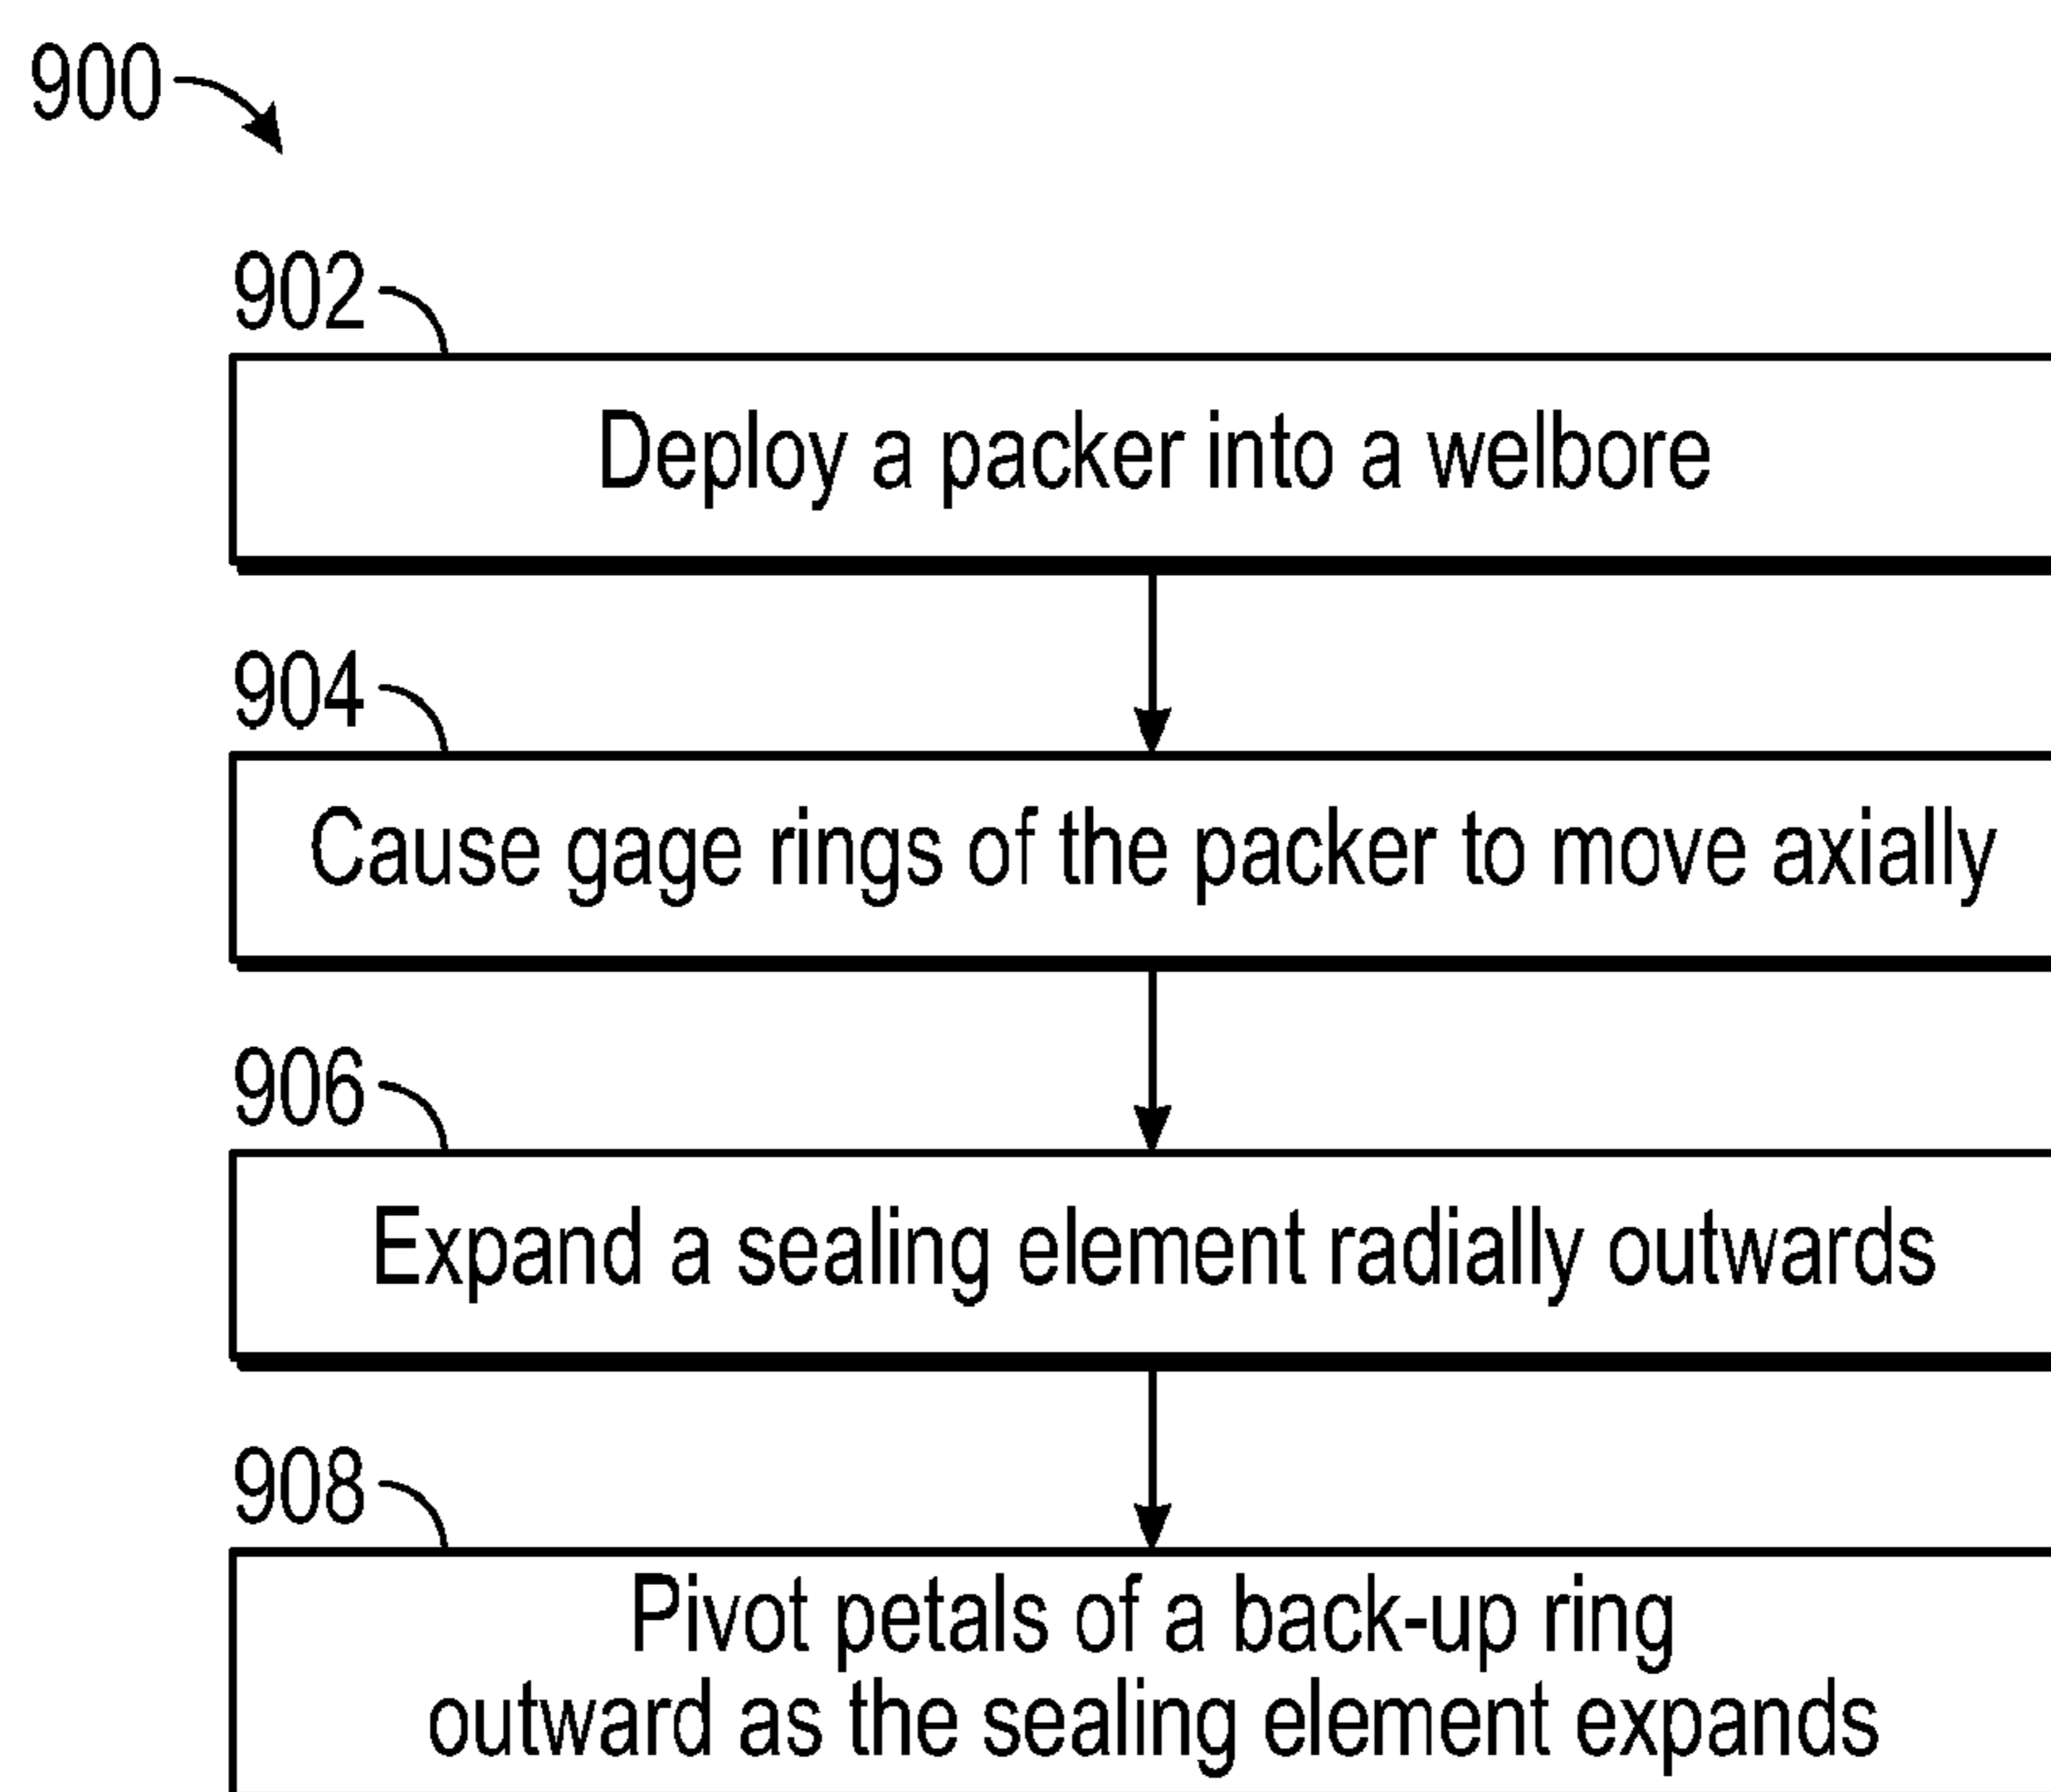 900
902
Deploy a packer into a welbore
904
Cause gage rings of the packer to move axially
906
Expand a sealing element radially outwards
908
Pivot petals of a back-up ring
outward as the sealing element expands